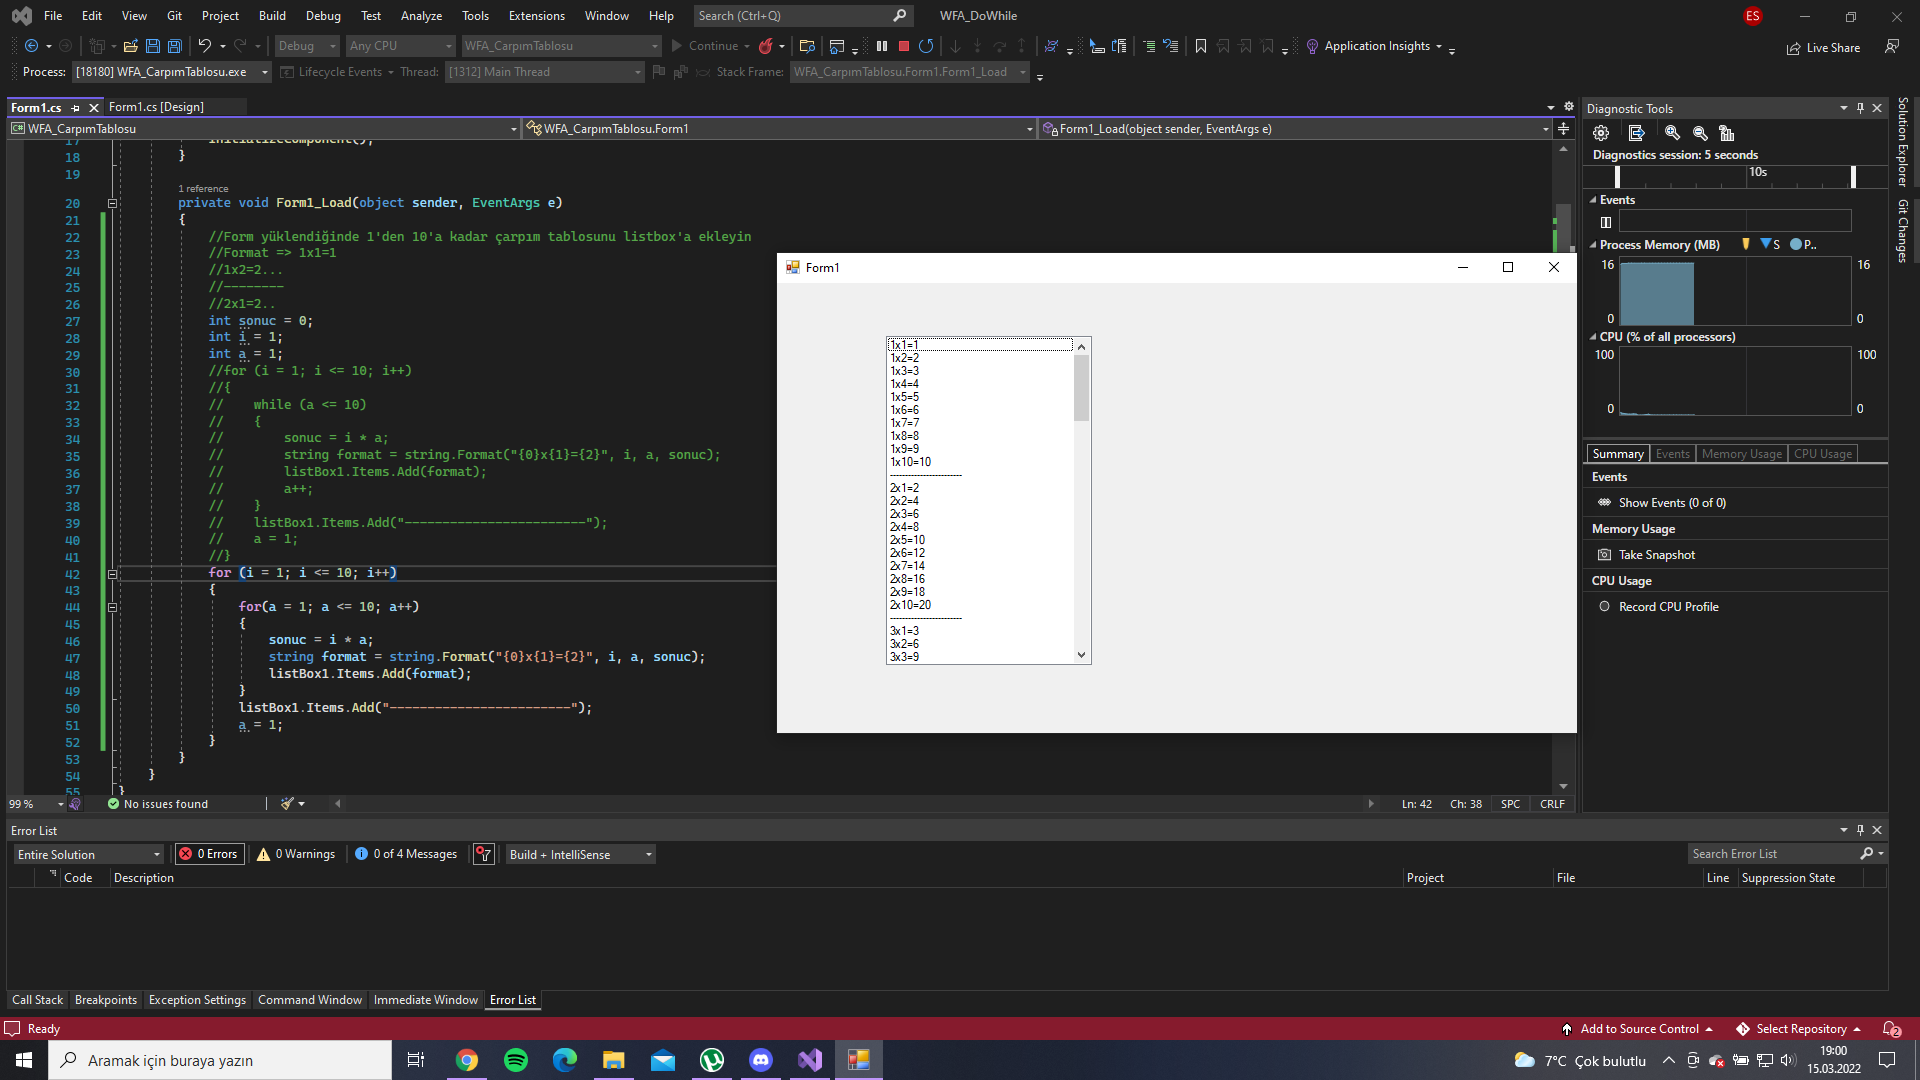 File Edit View Git Project Build Debug Test Analyze Tools Extensions Window Help Search (Ctrl+Q) WFA_DoWhile ES
Debug Any CPU WFA_CarpımTablosu Continue Application Insights Live Share
Process: [18180] WFA_CarpımTablosu.exe Lifecycle Events Thread: [1312] Main Thread Stack Frame: WFA_CarpımTablosu.Form1.Form1_Load
Form1.cs Form1.cs [Design]
WFA_CarpımTablosu WFA_CarpımTablosu.Form1 Form1_Load(object sender, EventArgs e)
17 InitializeComponent();
18 }
19
1 reference
20 private void Form1_Load(object sender, EventArgs e)
21 {
22 //Form yüklendiğinde 1'den 10'a kadar çarpım tablosunu listbox'a ekleyin
23 //Format => 1x1=1
24 //1x2=2...
25 //--------
26 //2x1=2..
27 int sonuc = 0;
28 int i = 1;
29 int a = 1;
30 //for (i = 1; i <= 10; i++)
31 //{
32 // while (a <= 10)
33 // {
34 // sonuc = i * a;
35 // string format = string.Format("{0}x{1}={2}", i, a, sonuc);
36 // listBox1.Items.Add(format);
37 // a++;
38 // }
39 // listBox1.Items.Add("------------------------");
40 // a = 1;
41 //}
42 for (i = 1; i <= 10; i++)
43 {
44 for(a = 1; a <= 10; a++)
45 {
46 sonuc = i * a;
47 string format = string.Format("{0}x{1}={2}", i, a, sonuc);
48 listBox1.Items.Add(format);
49 }
50 listBox1.Items.Add("------------------------");
51 a = 1;
52 }
53 }
54 }
55 }
99 % No issues found Ln: 42 Ch: 38 SPC CRLF
Form1
1x1=1
1x2=2
1x3=3
1x4=4
1x5=5
1x6=6
1x7=7
1x8=8
1x9=9
1x10=10
------------------------
2x1=2
2x2=4
2x3=6
2x4=8
2x5=10
2x6=12
2x7=14
2x8=16
2x9=18
2x10=20
------------------------
3x1=3
3x2=6
3x3=9
Diagnostic Tools
Diagnostics session: 5 seconds
10s
Events
Process Memory (MB) S P..
16 16
0 0
CPU (% of all processors)
100 100
0 0
Summary Events Memory Usage CPU Usage
Events
Show Events (0 of 0)
Memory Usage
Take Snapshot
CPU Usage
Record CPU Profile
Solution Explorer
Git Changes
Error List
Entire Solution 0 Errors 0 Warnings 0 of 4 Messages Build + IntelliSense Search Error List
Code Description Project File Line Suppression State
Call Stack Breakpoints Exception Settings Command Window Immediate Window Error List
Ready Add to Source Control Select Repository 2
Aramak için buraya yazın 7°C Çok bulutlu 19:00
15.03.2022